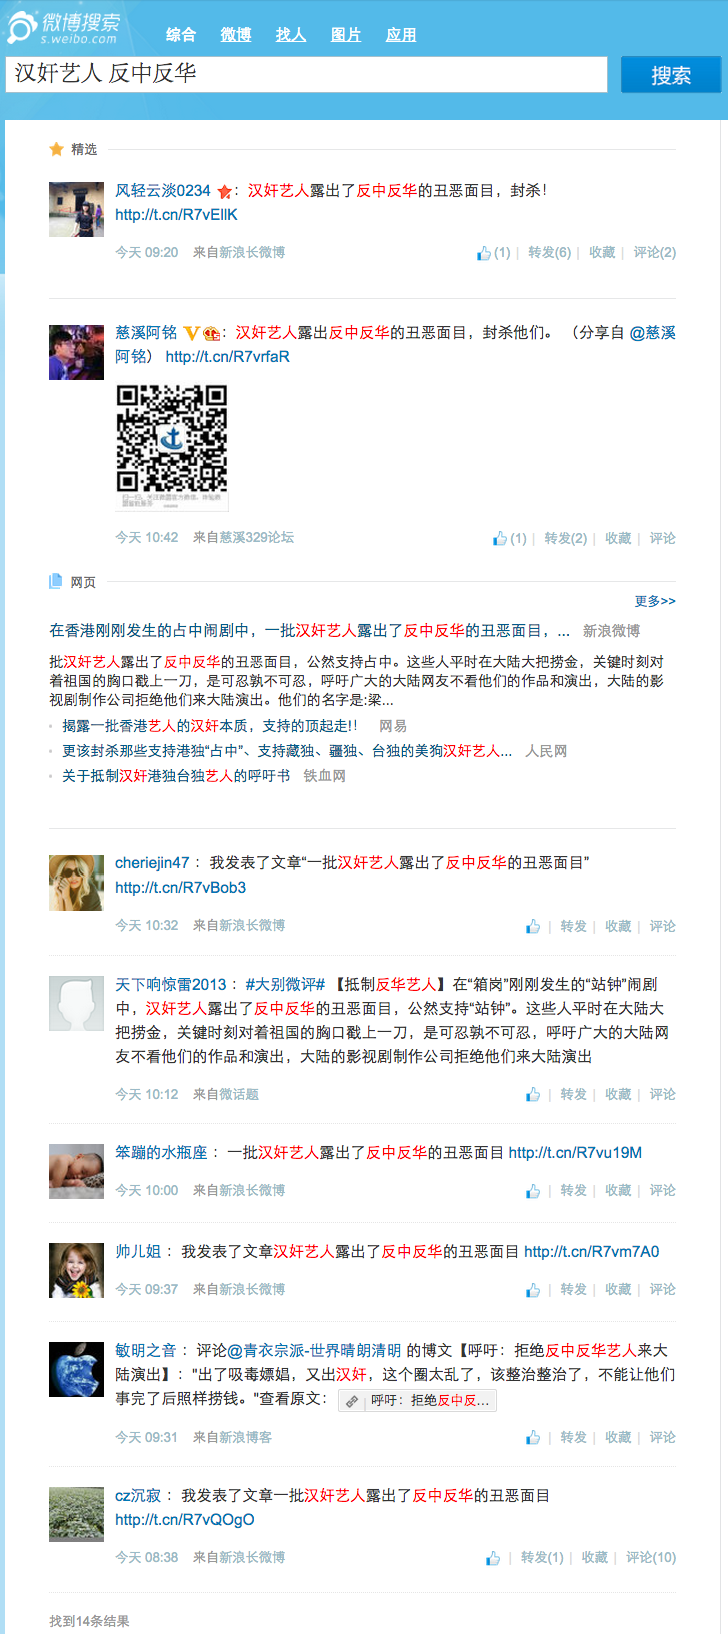 微博搜索
s.weibo.com
综合 微博 找人 图片 应用
汉奸艺人 反中反华
搜索
精选
风轻云淡0234 ：汉奸艺人露出了反中反华的丑恶面目，封杀！
http://t.cn/R7vEllK
今天 09:20 来自新浪长微博 (1) | 转发(6) | 收藏 | 评论(2)
慈溪阿铭 V ：汉奸艺人露出反中反华的丑恶面目，封杀他们。 （分享自 @慈溪
阿铭） http://t.cn/R7vrfaR
今天 10:42 来自慈溪329论坛 (1) | 转发(2) | 收藏 | 评论
网页
更多>>
在香港刚刚发生的占中闹剧中，一批汉奸艺人露出了反中反华的丑恶面目，... 新浪微博
批汉奸艺人露出了反中反华的丑恶面目，公然支持占中。这些人平时在大陆大把捞金，关键时刻对
着祖国的胸口戳上一刀，是可忍孰不可忍，呼吁广大的大陆网友不看他们的作品和演出，大陆的影
视剧制作公司拒绝他们来大陆演出。他们的名字是:梁...
揭露一批香港艺人的汉奸本质，支持的顶起走!！ 网易
更该封杀那些支持港独“占中”、支持藏独、疆独、台独的美狗汉奸艺人... 人民网
关于抵制汉奸港独台独艺人的呼吁书 铁血网
cheriejin47 ：我发表了文章“一批汉奸艺人露出了反中反华的丑恶面目”
http://t.cn/R7vBob3
今天 10:32 来自新浪长微博 | 转发 | 收藏 | 评论
天下响惊雷2013：#大别微评# 【抵制反华艺人】在“箱岗”刚刚发生的“站钟”闹剧
中，汉奸艺人露出了反中反华的丑恶面目，公然支持“站钟”。这些人平时在大陆大
把捞金，关键时刻对着祖国的胸口戳上一刀，是可忍孰不可忍，呼吁广大的大陆网
友不看他们的作品和演出，大陆的影视剧制作公司拒绝他们来大陆演出
今天 10:12 来自微话题 | 转发 | 收藏 | 评论
笨蹦的水瓶座 ：一批汉奸艺人露出了反中反华的丑恶面目 http://t.cn/R7vu19M
今天 10:00 来自新浪长微博 | 转发 | 收藏 | 评论
帅儿姐 ：我发表了文章汉奸艺人露出了反中反华的丑恶面目 http://t.cn/R7vm7A0
今天 09:37 来自新浪长微博 | 转发 | 收藏 | 评论
敏明之音 ：评论@青衣宗派-世界晴朗清明 的博文【呼吁：拒绝反中反华艺人来大
陆演出】："出了吸毒嫖娼，又出汉奸，这个圈太乱了，该整治整治了，不能让他们
事完了后照样捞钱。"查看原文： 呼吁：拒绝反中反...
今天 09:31 来自新浪博客 | 转发 | 收藏 | 评论
cz沉寂 ：我发表了文章一批汉奸艺人露出了反中反华的丑恶面目
http://t.cn/R7vQOgO
今天 08:38 来自新浪长微博 | 转发(1) | 收藏 | 评论(10)
找到14条结果